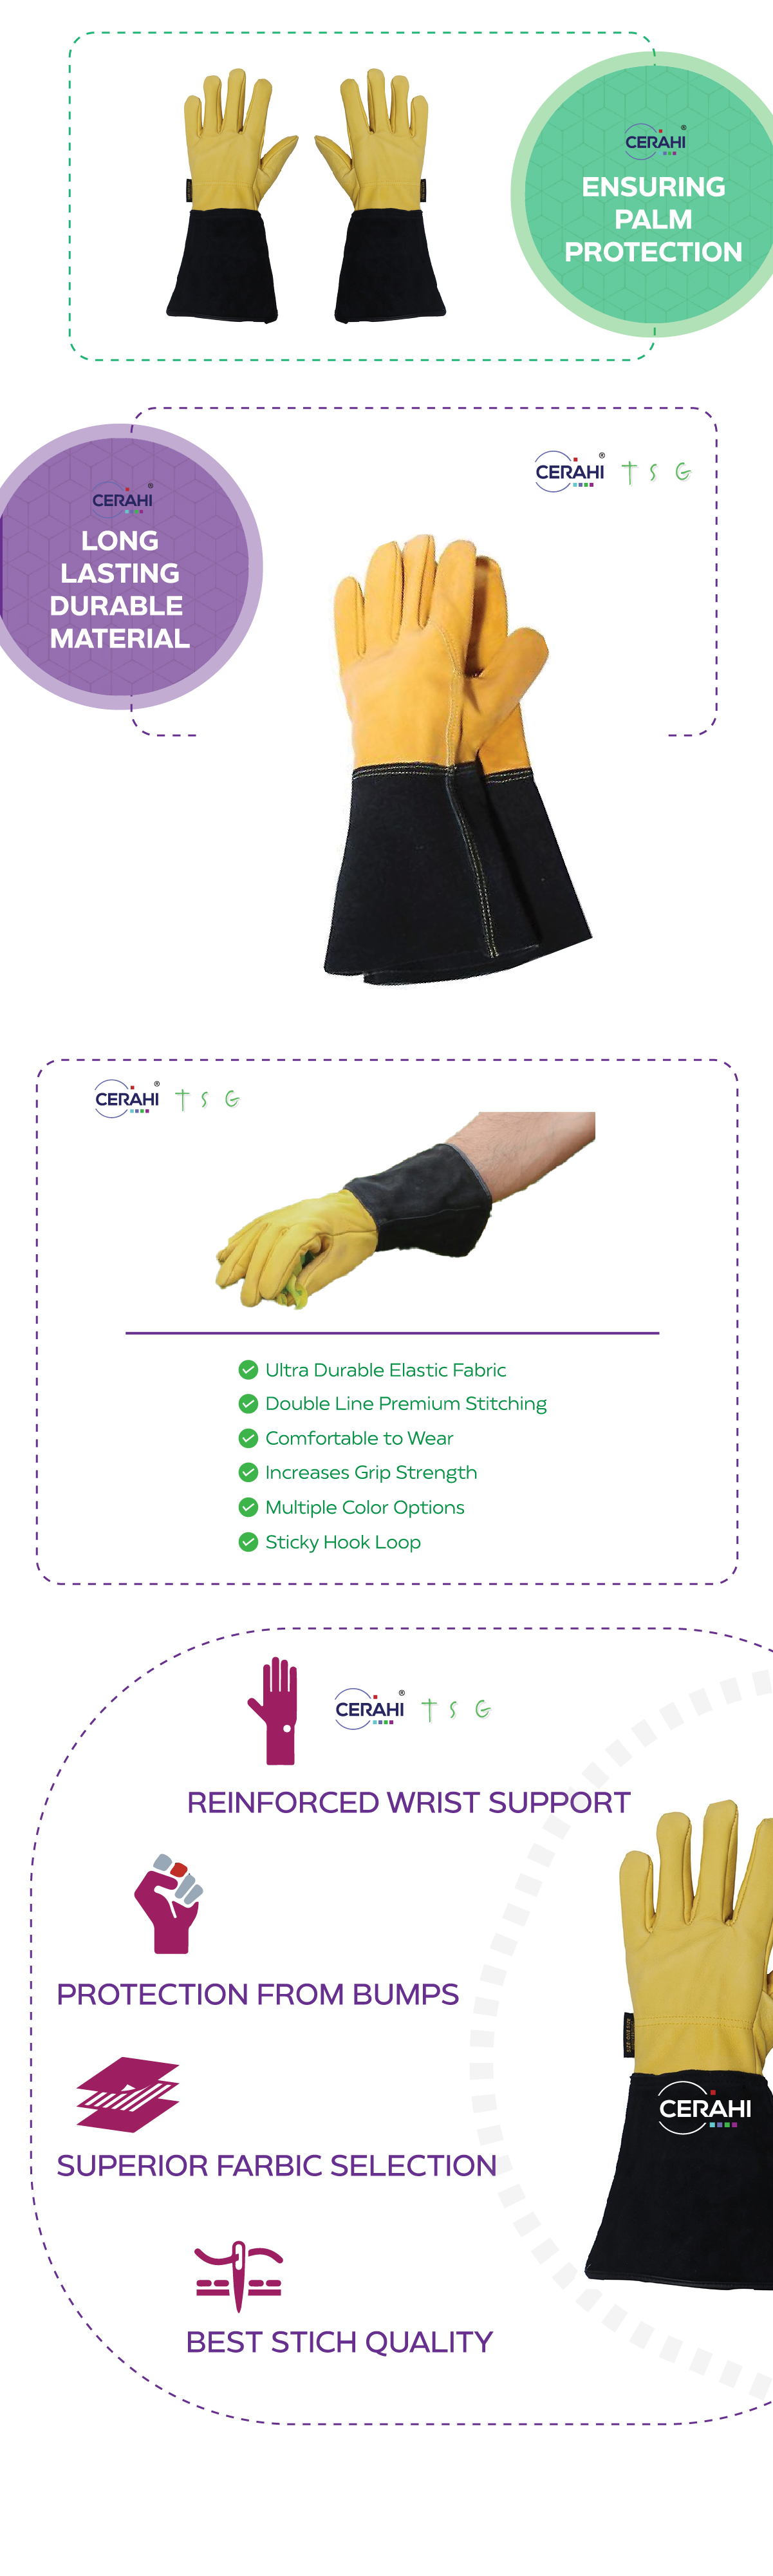 CERAHI
®
ENSURING
PALM
PROTECTION
CERAHI
®
LONG
LASTING
DURABLE
MATERIAL
CERAHI ® T S G
CERAHI ® T S G
Ultra Durable Elastic Fabric
Double Line Premium Stitching
Comfortable to Wear
Increases Grip Strength
Multiple Color Options
Sticky Hook Loop
CERAHI ® T S G
REINFORCED WRIST SUPPORT
PROTECTION FROM BUMPS
CERAHI
SUPERIOR FARBIC SELECTION
BEST STICH QUALITY